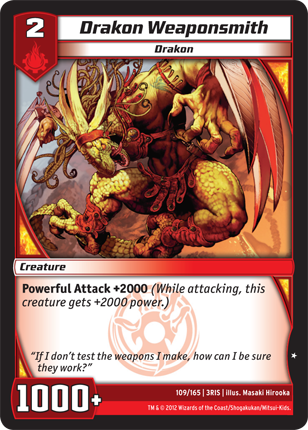 2
Drakon Weaponsmith
Drakon
Creature
Powerful Attack +2000 (While attacking, this
creature gets +2000 power.)
"If I don't test the weapons I make, how can I be sure
they work?"
1000+
109/165 | 3RIS | illus. Masaki Hirooka
TM & © 2012 Wizards of the Coast/Shogakukan/Mitsui-Kids.